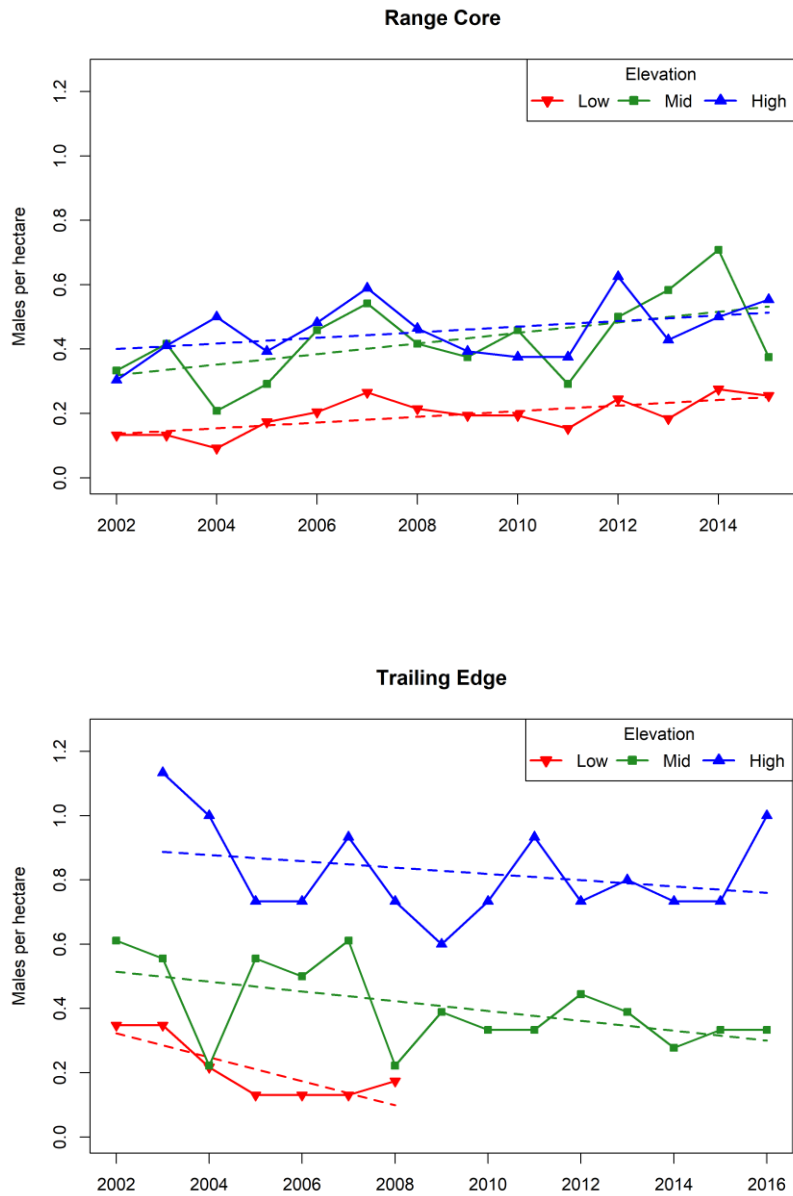 Range Core
Elevation
Low Mid High
Males per hectare
1.2
1.0
0.8
0.6
0.4
0.2
0.0
2002 2004 2006 2008 2010 2012 2014
Trailing Edge
Elevation
Low Mid High
Males per hectare
1.2
1.0
0.8
0.6
0.4
0.2
0.0
2002 2004 2006 2008 2010 2012 2014 2016